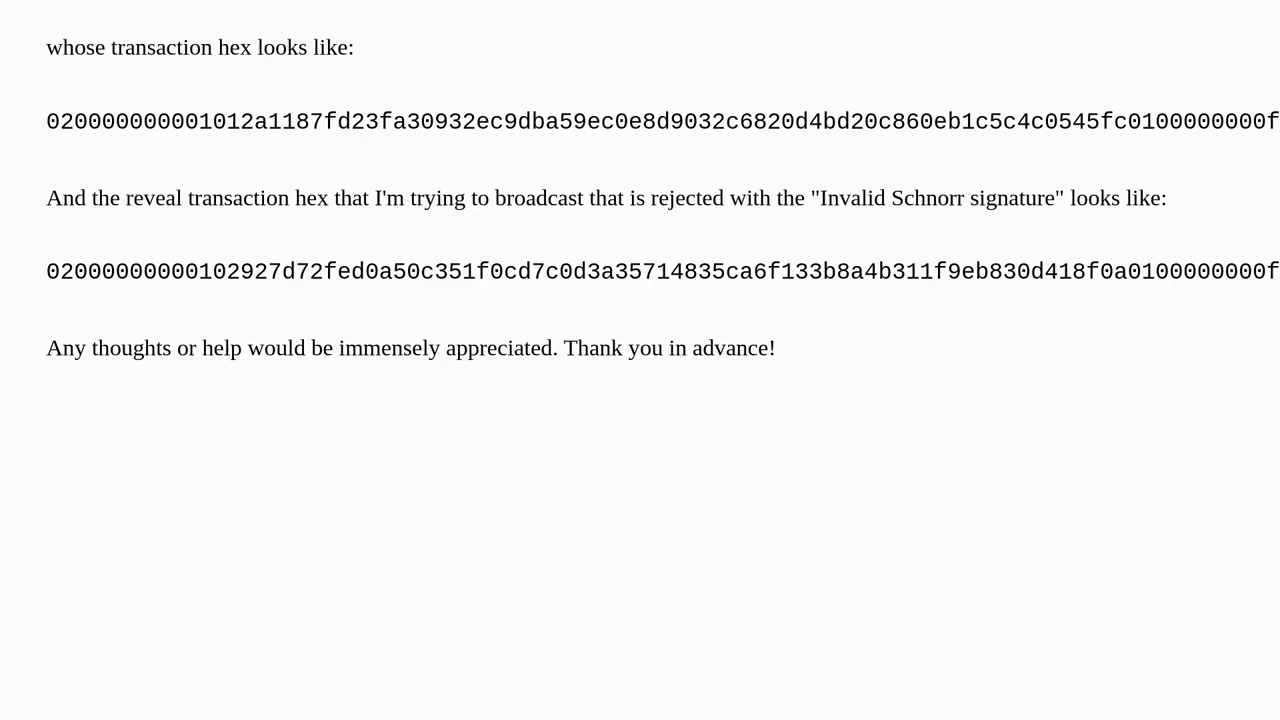 whose transaction hex looks like:
020000000001012a1187fd23fa30932ec9dba59ec0e8d9032c6820d4bd20c860eb1c5c4c0545fc0100000000f
And the reveal transaction hex that I'm trying to broadcast that is rejected with the "Invalid Schnorr signature" looks like:
02000000000102927d72fed0a50c351f0cd7c0d3a35714835ca6f133b8a4b311f9eb830d418f0a0100000000f
Any thoughts or help would be immensely appreciated. Thank you in advance!